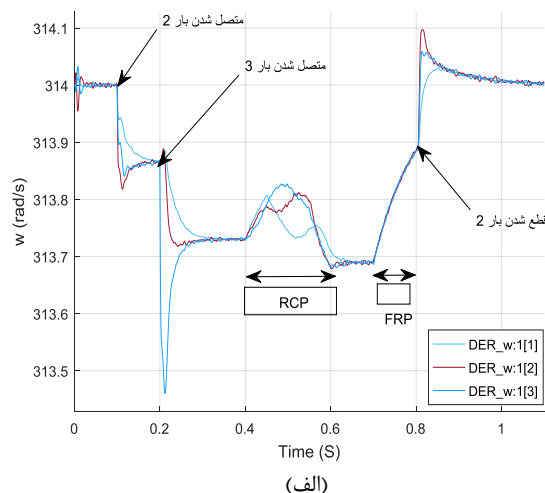 متصل شدن بار 2
متصل شدن بار 3
قطع شدن بار 2
w (rad/s)
314.1
314
313.9
313.8
313.7
313.6
313.5
RCP
FRP
DER_w:1[1]
DER_w:1[2]
DER_w:1[3]
0 0.2 0.4 0.6 0.8 1
Time (S)
(الف)